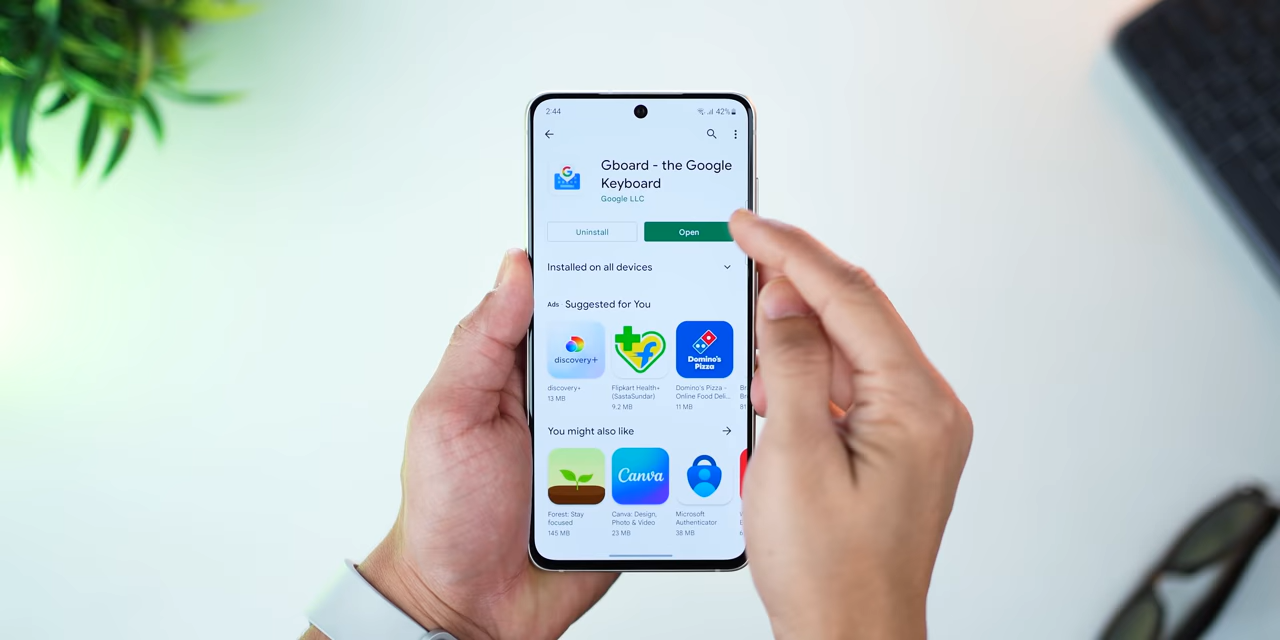 2:44
42%
Gboard - the Google
Keyboard
Google LLC
Uninstall
Open
Installed on all devices
Ads Suggested for You
discovery+
Domino's
Pizza
discovery+
13 MB
Flipkart Health+
(SastaSundar)
9.2 MB
Domino's Pizza -
Online Food Deli...
11 MB
You might also like
Canva
Forest: Stay
focused
145 MB
Canva: Design,
Photo & Video
23 MB
Microsoft
Authenticator
38 MB